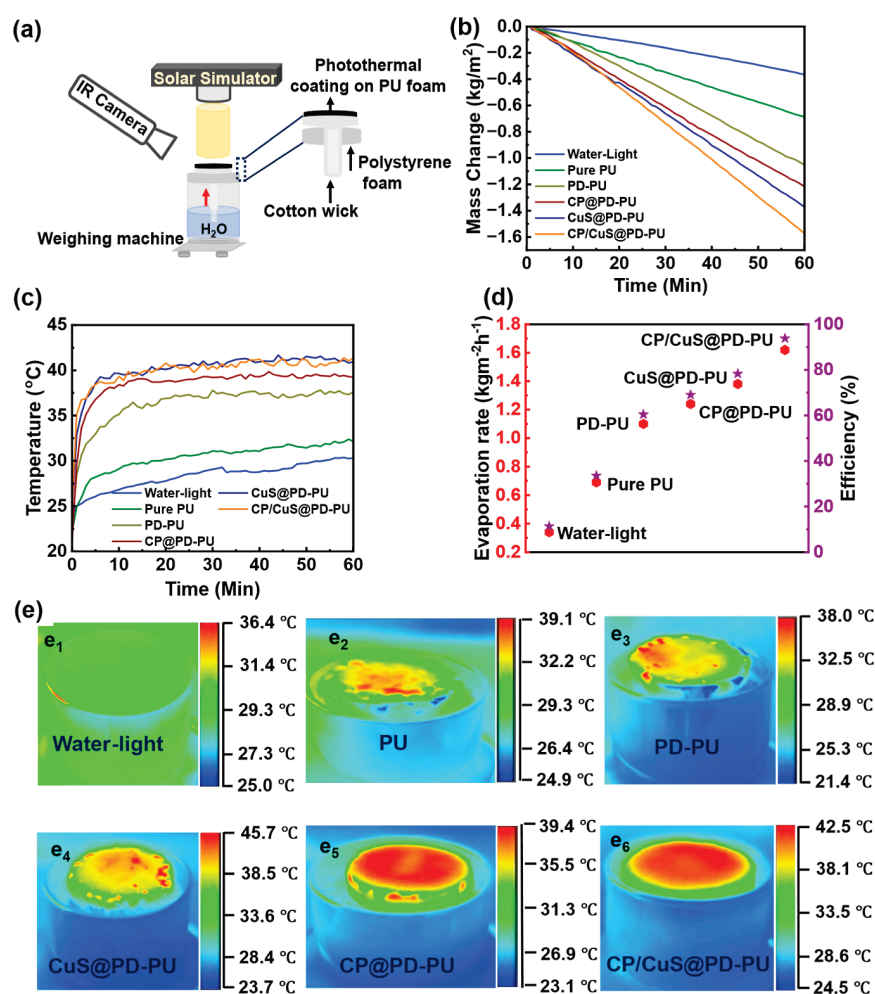 (a)
Solar Simulator
IR Camera
Photothermal
coating on PU foam
Polystyrene
foam
Cotton wick
H₂O
Weighing machine
(b)
Mass Change (kg/m²)
0.0
−0.2
−0.4
−0.6
−0.8
−1.0
−1.2
−1.4
−1.6
Water-Light
Pure PU
PD-PU
CP@PD-PU
CuS@PD-PU
CP/CuS@PD-PU
0 10 20 30 40 50 60
Time (Min)
(c)
Temperature (°C)
45
40
35
30
25
20
Water-light
Pure PU
PD-PU
CP@PD-PU
CuS@PD-PU
CP/CuS@PD-PU
0 10 20 30 40 50 60
Time (Min)
(d)
Evaporation rate (kgm⁻²h⁻¹)
1.8
1.6
1.4
1.2
1.0
0.8
0.6
0.4
0.2
CP/CuS@PD-PU
CuS@PD-PU
CP@PD-PU
PD-PU
Pure PU
Water-light
100
80
60
40
20
0
Efficiency (%)
(e)
e₁
Water-light
36.4 °C
31.4 °C
29.3 °C
27.3 °C
25.0 °C
e₂
PU
39.1 °C
32.2 °C
29.3 °C
26.4 °C
24.9 °C
e₃
PD-PU
38.0 °C
32.5 °C
28.9 °C
25.3 °C
21.4 °C
e₄
CuS@PD-PU
45.7 °C
38.5 °C
33.6 °C
28.4 °C
23.7 °C
e₅
CP@PD-PU
39.4 °C
35.5 °C
31.3 °C
26.9 °C
23.1 °C
e₆
CP/CuS@PD-PU
42.5 °C
38.1 °C
33.5 °C
28.6 °C
24.5 °C